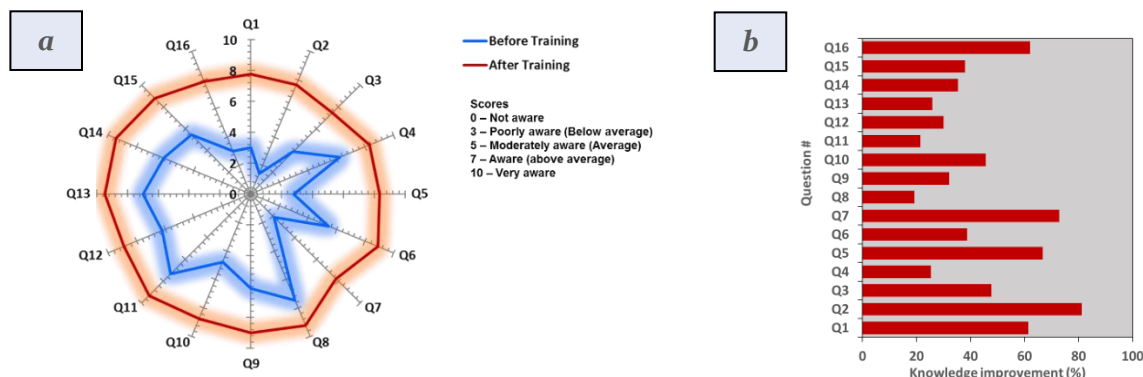 a
Q1
Q2
Q3
Q4
Q5
Q6
Q7
Q8
Q9
Q10
Q11
Q12
Q13
Q14
Q15
Q16
10
8
6
4
2
0
Before Training
After Training
Scores
0 – Not aware
3 – Poorly aware (Below average)
5 – Moderately aware (Average)
7 – Aware (above average)
10 – Very aware
b
Question #
Q16
Q15
Q14
Q13
Q12
Q11
Q10
Q9
Q8
Q7
Q6
Q5
Q4
Q3
Q2
Q1
0 20 40 60 80 100
Knowledge improvement (%)